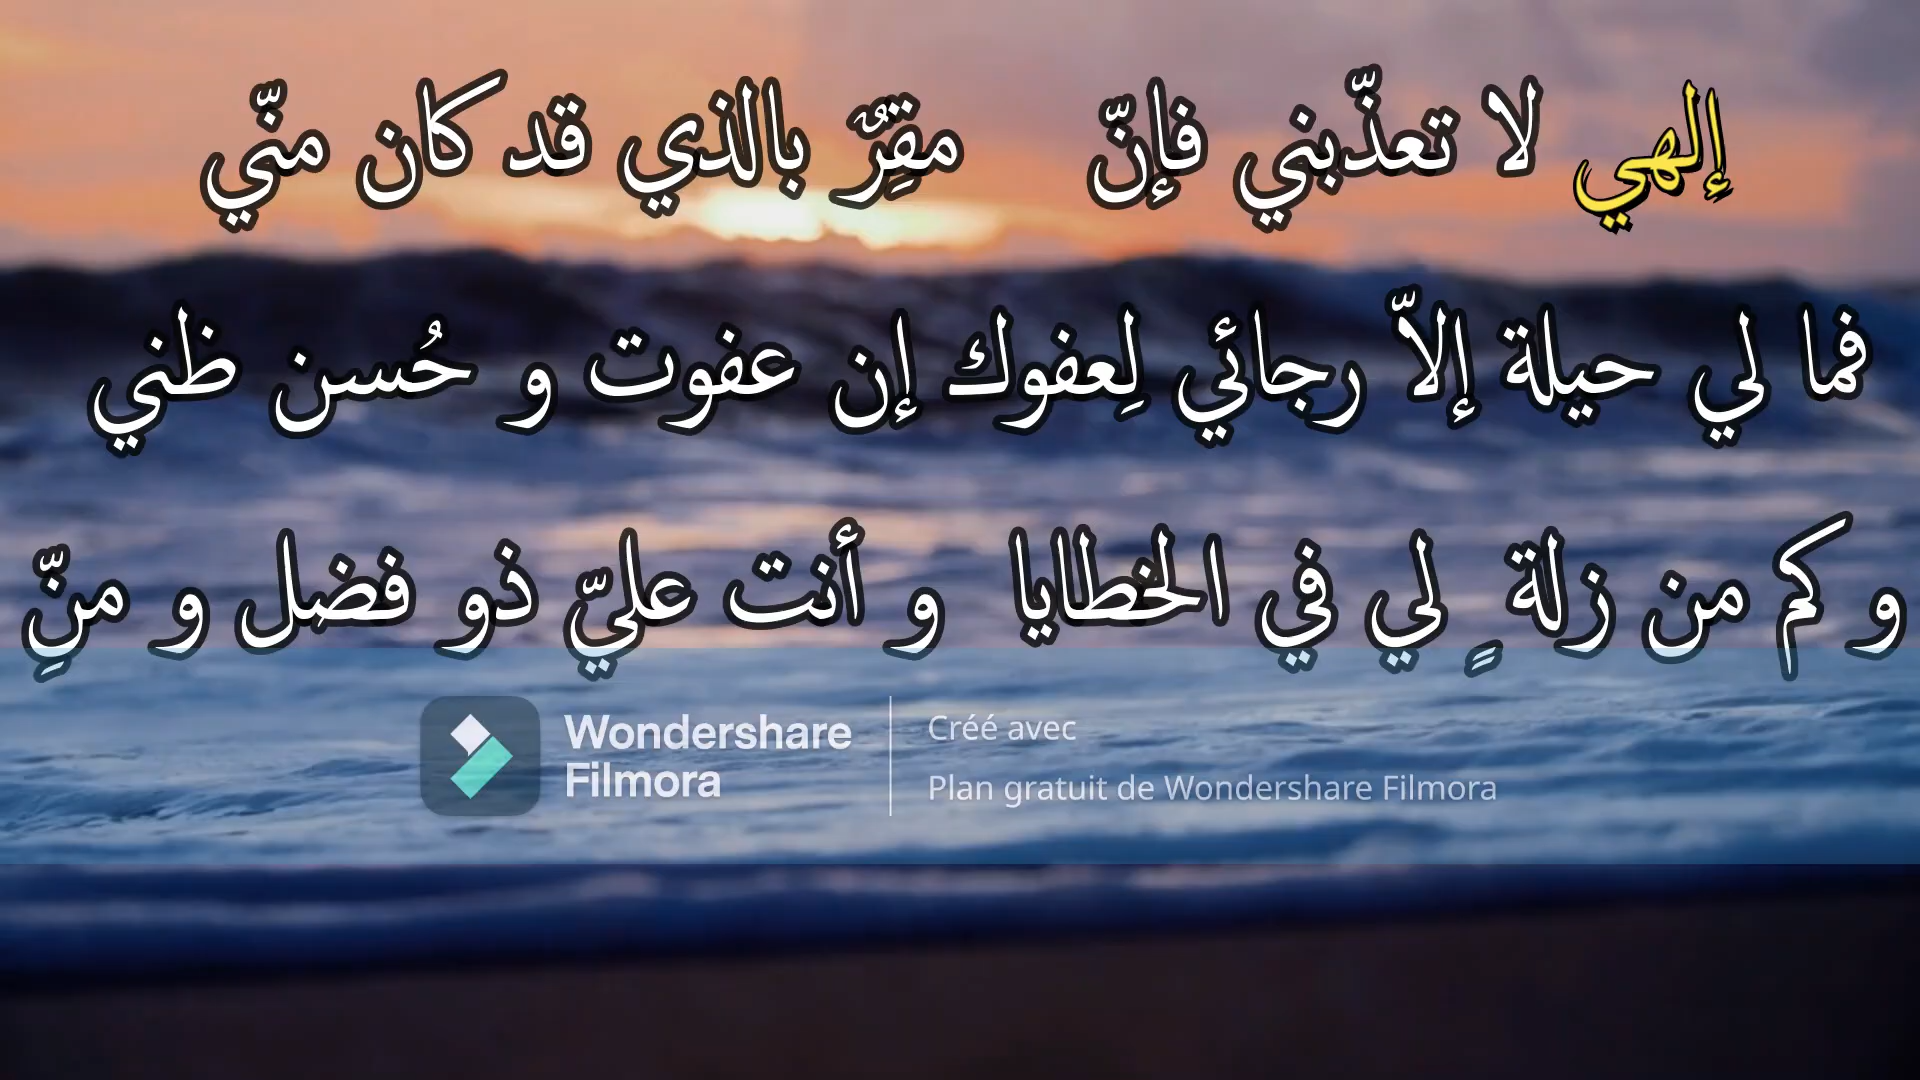 إلهي لا تعذّبني فإنّ مقِرٌ بالذي قد كان منّي
فما لي حيلة إلاّ رجائي لِعفوك إن عفوت و حُسن ظني
و كم من زلة ٍ لي في الخطايا و أنت عليّ ذو فضل و منٍّ
Wondershare
Filmora
Créé avec
Plan gratuit de Wondershare Filmora